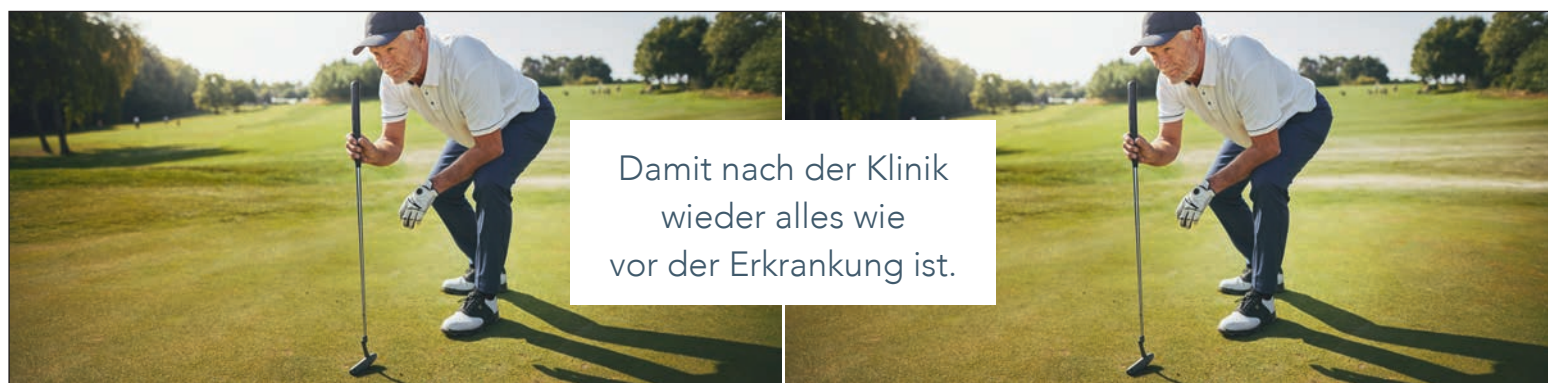 Damit nach der Klinik
wieder alles wie
vor der Erkrankung ist.